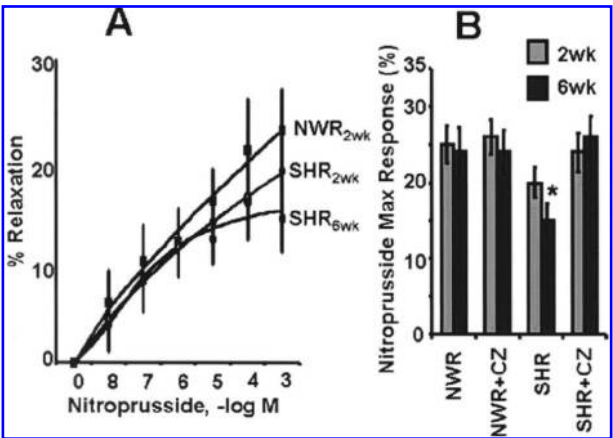 A
30
20
10
0
% Relaxation
NWR2wk
SHR2wk
SHR6wk
0 8 7 6 5 4 3
Nitroprusside, -log M
B
2wk
6wk
Nitroprusside Max Response (%)
35
30
25
20
15
10
5
0
*
NWR
NWR+CZ
SHR
SHR+CZ